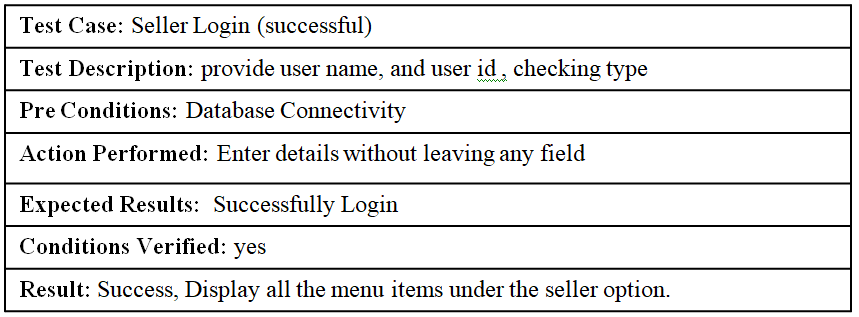 Test Case: Seller Login (successful)
Test Description: provide user name, and user id , checking type
Pre Conditions: Database Connectivity
Action Performed: Enter details without leaving any field
Expected Results:  Successfully Login
Conditions Verified: yes
Result: Success, Display all the menu items under the seller option.